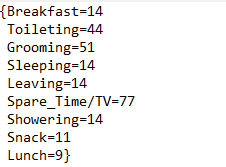 {Breakfast=14
Toileting=44
Grooming=51
Sleeping=14
Leaving=14
Spare_Time/TV=77
Showering=14
Snack=11
Lunch=9}